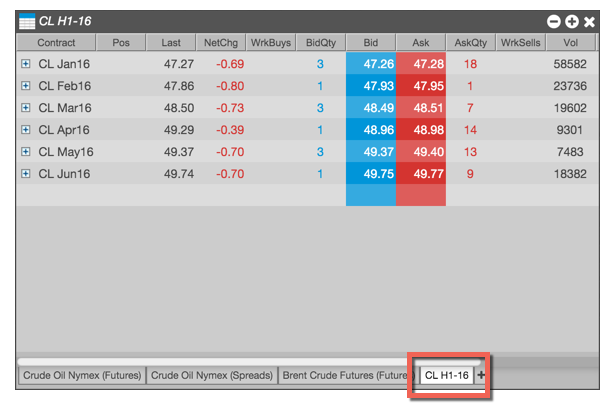 CL H1-16
Contract Pos Last NetChg WrkBuys BidQty Bid Ask AskQty WrkSells Vol
CL Jan16 47.27 -0.69 3 47.26 47.28 18 58582
CL Feb16 47.86 -0.80 1 47.93 47.95 1 23736
CL Mar16 48.50 -0.73 3 48.49 48.51 7 19602
CL Apr16 49.29 -0.39 1 48.96 48.98 14 9301
CL May16 49.37 -0.70 3 49.37 49.40 13 7483
CL Jun16 49.74 -0.70 1 49.75 49.77 9 18382
Crude Oil Nymex (Futures) Crude Oil Nymex (Spreads) Brent Crude Futures (Future CL H1-16 +